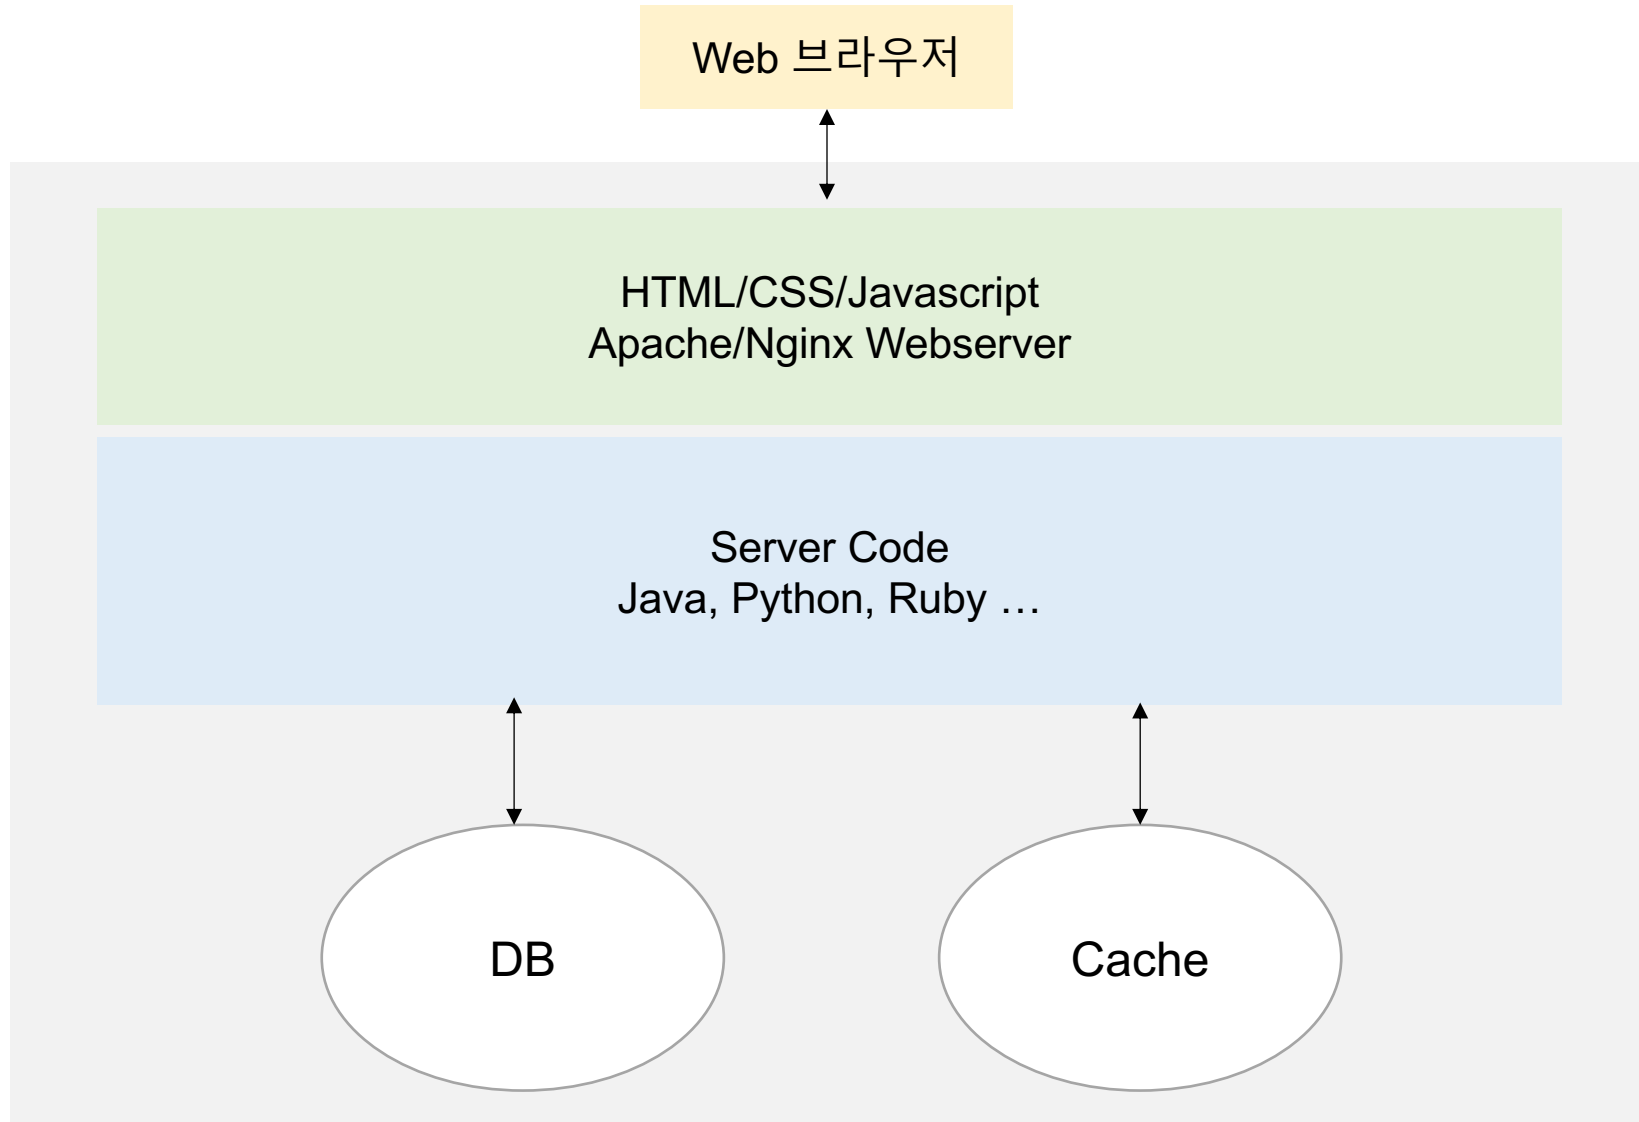 Web 브라우저
HTML/CSS/Javascript
Apache/Nginx Webserver
Server Code
Java, Python, Ruby …
DB
Cache